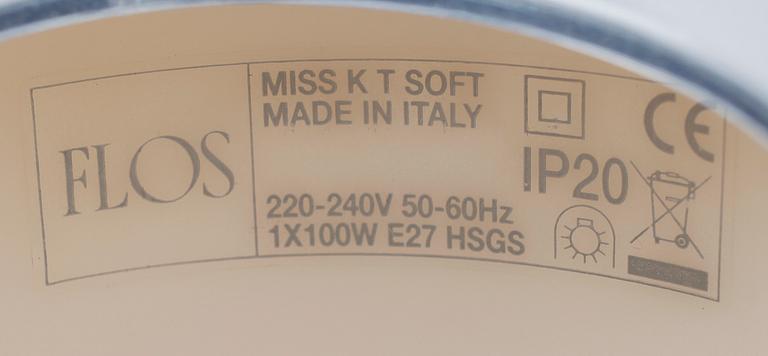 FLOS
MISS K T SOFT
MADE IN ITALY
220-240V 50-60Hz
1X100W E27 HSGS
IP20
CE